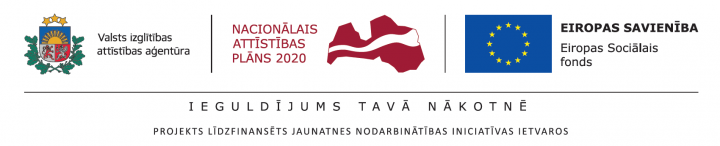 Valsts izglītības
attīstības aģentūra
NACIONĀLAIS
ATTĪSTĪBAS
PLĀNS 2020
EIROPAS SAVIENĪBA
Eiropas Sociālais
fonds
IEGULDĪJUMS TAVĀ NĀKOTNĒ
PROJEKTS LĪDZFINANSĒTS JAUNATNES NODARBINĀTĪBAS INICIATĪVAS IETVAROS